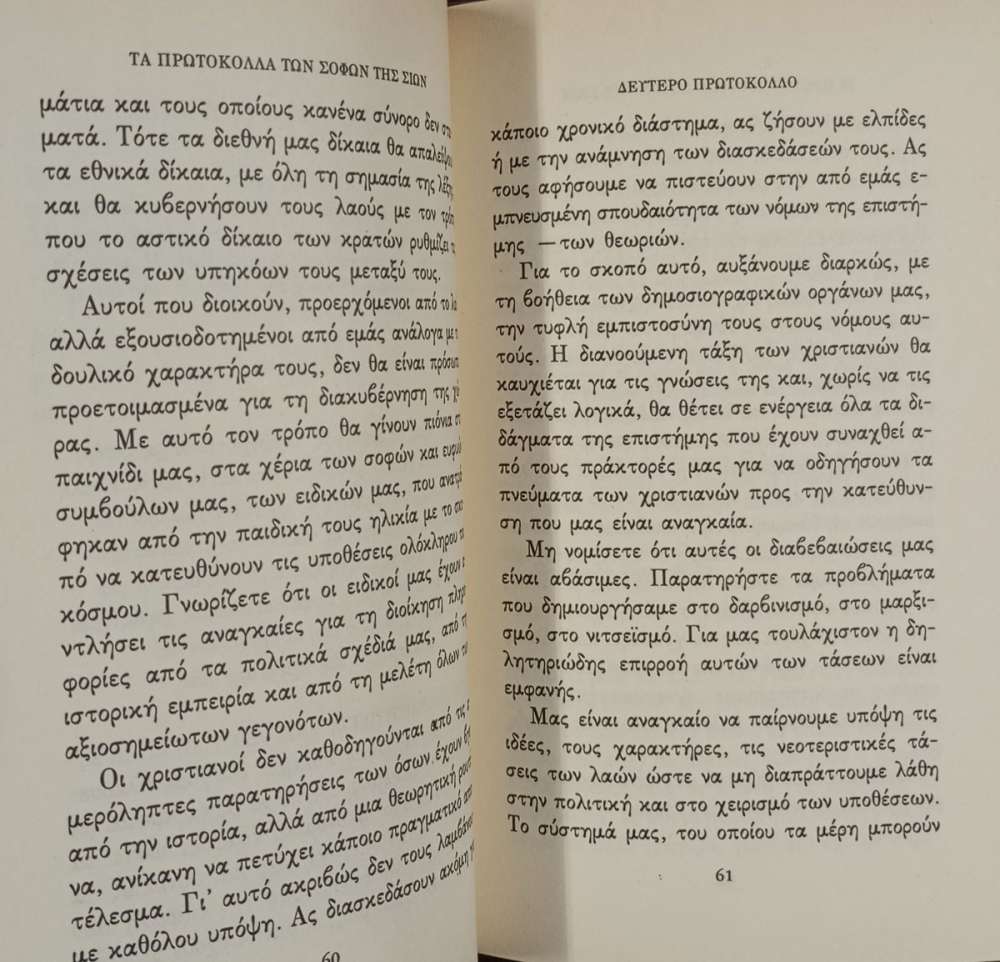 ΤΑ ΠΡΩΤΟΚΟΛΛΑ ΤΩΝ ΣΟΦΩΝ ΤΗΣ ΣΙΩΝ
μάτια και τους οποίους κανένα σύνορο δεν
ματά. Τότε τα διεθνή μας δίκαια θα
τα εθνικά δίκαια, με όλη τη σημασία της
και θα κυβερνήσουν τους λαούς με τον
που το αστικό δίκαιο των κρατών ρυθμίζει
σχέσεις των υπηκόων τους μεταξύ τους.
Αυτοί που διοικούν, προερχόμενοι από το
αλλά εξουσιοδοτημένοι από εμάς ανάλογα με
δουλικό χαρακτήρα τους, δεν θα είναι
προετοιμασμένα για τη διακυβέρνηση της
ρας. Με αυτό τον τρόπο θα γίνουν πιόνια
παιχνίδι μας, στα χέρια των σοφών και
συμβούλων μας, των ειδικών μας, που
φηκαν από την παιδική τους ηλικία με το
πό να κατευθύνουν τις υποθέσεις ολόκληρου
κόσμου. Γνωρίζετε ότι οι ειδικοί μας έχουν
ντλήσει τις αναγκαίες για τη διοίκηση
φορίες από τα πολιτικά σχέδιά μας, από
ιστορική εμπειρία και από τη μελέτη όλων
αξιοσημείωτων γεγονότων.
Οι χριστιανοί δεν καθοδηγούνται από τις
μερόληπτες παρατηρήσεις των όσων έχουν
από την ιστορία, αλλά από μια θεωρητική
να, ανίκανη να πετύχει κάποιο πραγματικό
τέλεσμα. Γι' αυτό ακριβώς δεν τους
με καθόλου υπόψη. Ας διασκεδάσουν ακόμη
60
ΔΕΥΤΕΡΟ ΠΡΩΤΟΚΟΛΛΟ
κάποιο χρονικό διάστημα, ας ζήσουν με ελπίδες
ή με την ανάμνηση των διασκεδάσεών τους. Ας
τους αφήσουμε να πιστεύουν στην από εμάς ε-
μπνευσμένη σπουδαιότητα των νόμων της επιστή-
μης — των θεωριών.
Για το σκοπό αυτό, αυξάνουμε διαρκώς, με
τη βοήθεια των δημοσιογραφικών οργάνων μας,
την τυφλή εμπιστοσύνη τους στους νόμους αυ-
τούς. Η διανοούμενη τάξη των χριστιανών θα
καυχιέται για τις γνώσεις της και, χωρίς να τις
εξετάζει λογικά, θα θέτει σε ενέργεια όλα τα δι-
δάγματα της επιστήμης που έχουν συναχθεί α-
πό τους πράκτορές μας για να οδηγήσουν τα
πνεύματα των χριστιανών προς την κατεύθυν-
ση που μας είναι αναγκαία.
Μη νομίσετε ότι αυτές οι διαβεβαιώσεις μας
είναι αβάσιμες. Παρατηρήστε τα προβλήματα
που δημιουργήσαμε στο δαρβινισμό, στο μαρξι-
σμό, στο νιτσεϊσμό. Για μας τουλάχιστον η δη-
λητηριώδης επιρροή αυτών των τάσεων είναι
εμφανής.
Μας είναι αναγκαίο να παίρνουμε υπόψη τις
ιδέες, τους χαρακτήρες, τις νεοτεριστικές τά-
σεις των λαών ώστε να μη διαπράττουμε λάθη
στην πολιτική και στο χειρισμό των υποθέσεων.
Το σύστημά μας, του οποίου τα μέρη μπορούν
61